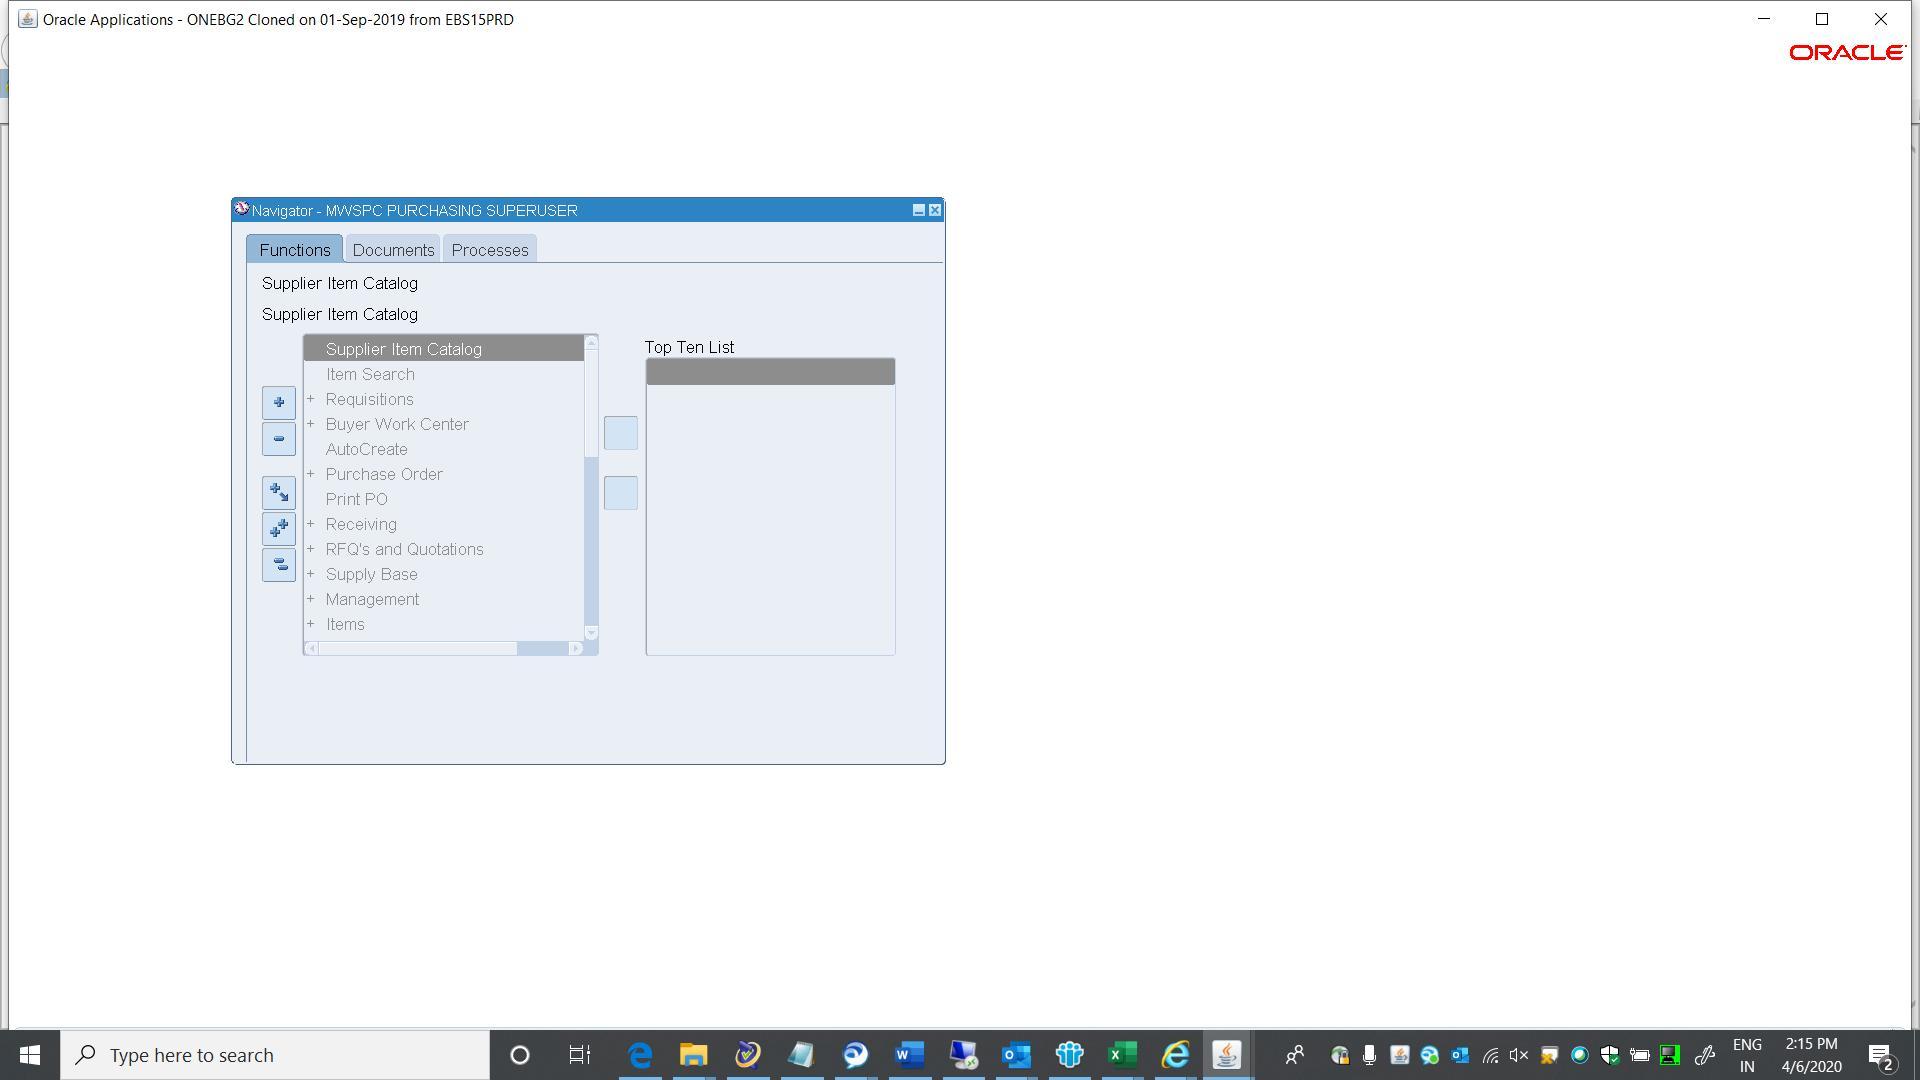 Oracle Applications - ONEBG2 Cloned on 01-Sep-2019 from EBS15PRD
ORACLE
Navigator - MWSPC PURCHASING SUPERUSER
Functions
Documents
Processes
Supplier Item Catalog
Supplier Item Catalog
Supplier Item Catalog
Item Search
+ Requisitions
+ Buyer Work Center
AutoCreate
+ Purchase Order
Print PO
+ Receiving
+ RFQ's and Quotations
+ Supply Base
+ Management
+ Items
Top Ten List
Type here to search
ENG
IN
2:15 PM
4/6/2020
2